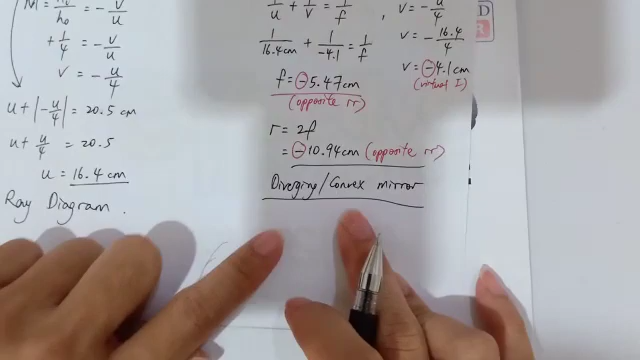 M = h₀ = - v/u
+ 1/4 = - v/u
v = - u/4
u + |-u/4| = 20.5 cm
u + u/4 = 20.5
u = 16.4 cm
Ray Diagram.
1/u + 1/v = 1/f , v = - u/4
1/16.4cm + 1/-4.1 = 1/f
v = - 16.4/4
v = -4.1cm
(virtual I)
f = -5.47cm
(opposite rr)
r = 2f
= -10.94cm (opposite rr)
Diverging/Convex mirror
D
R